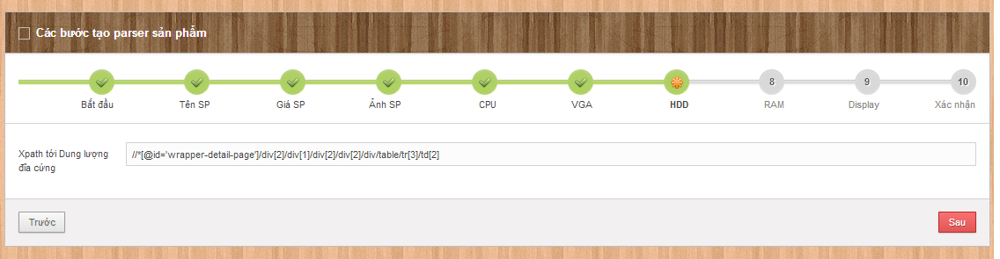 Các bước tạo parser sản phẩm
8 9 10
Bắt đầu Tên SP Giá SP Ảnh SP CPU VGA HDD RAM Display Xác nhận
Xpath tới Dung lượng
đĩa cứng
//*[@id='wrapper-detail-page']/div[2]/div[1]/div[2]/div[2]/div/table/tr[3]/td[2]
Trước Sau